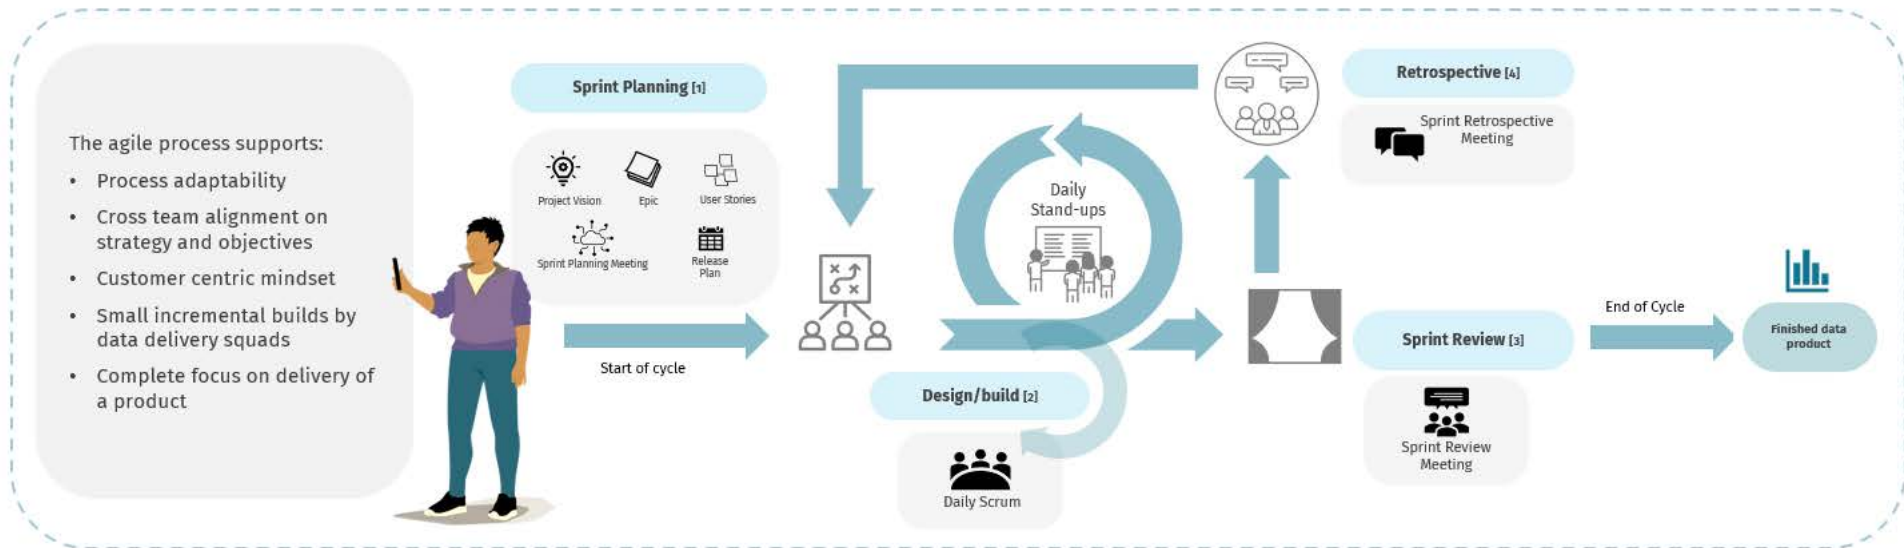 The agile process supports:
• Process adaptability
• Cross team alignment on
strategy and objectives
• Customer centric mindset
• Small incremental builds by
data delivery squads
• Complete focus on delivery of
a product
Sprint Planning [1]
Project Vision
Epic
User Stories
Sprint Planning Meeting
Release
Plan
Start of cycle
Daily
Stand-ups
Design/build [2]
Daily Scrum
Retrospective [4]
Sprint Retrospective
Meeting
Sprint Review [3]
Sprint Review
Meeting
End of Cycle
Finished data
product